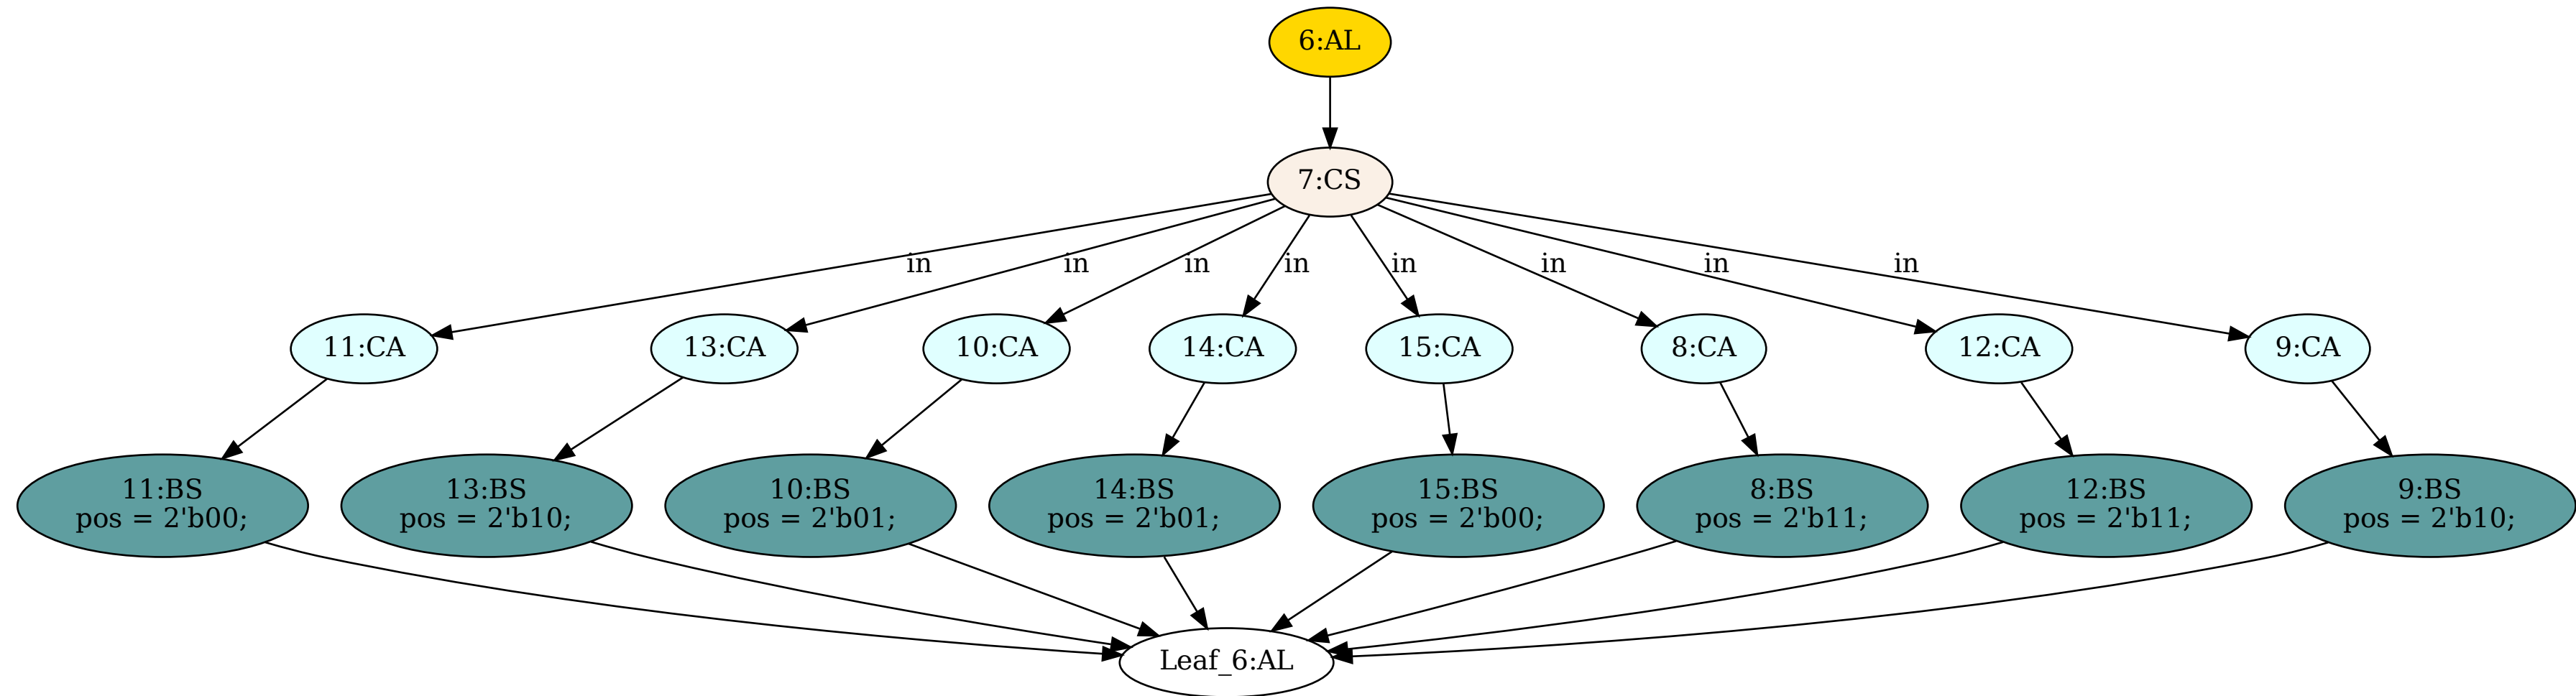 6:AL
7:CS
in in in in in in in in
11:CA 13:CA 10:CA 14:CA 15:CA 8:CA 12:CA 9:CA
11:BS
pos = 2'b00;
13:BS
pos = 2'b10;
10:BS
pos = 2'b01;
14:BS
pos = 2'b01;
15:BS
pos = 2'b00;
8:BS
pos = 2'b11;
12:BS
pos = 2'b11;
9:BS
pos = 2'b10;
Leaf_6:AL